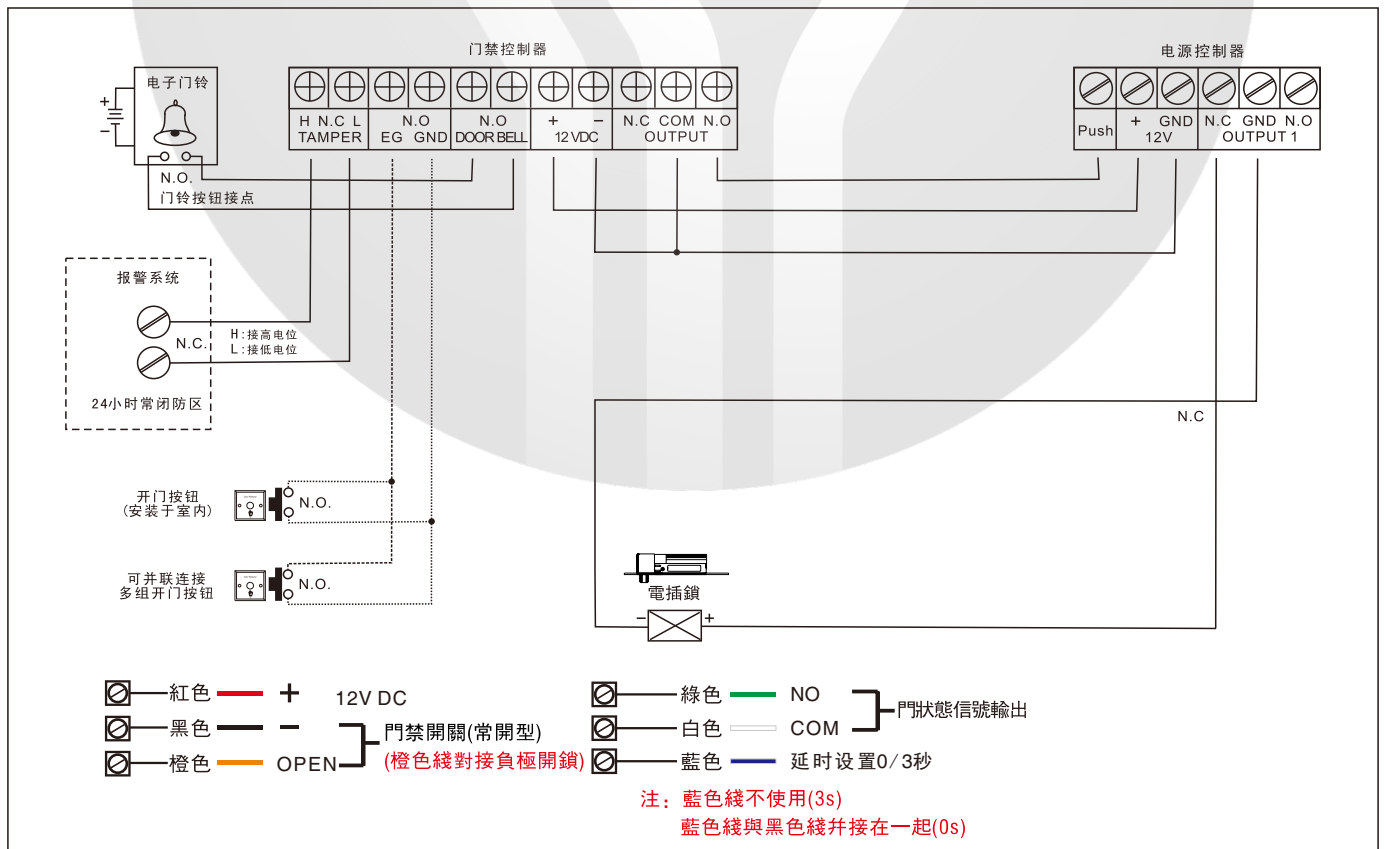 门禁控制器
电源控制器
电子门铃
+
−
N.O.
门铃按钮接点
H N.C L
TAMPER
N.O
EG GND
N.O
DOOR BELL
+ −
12VDC
N.C COM N.O
OUTPUT
Push
+ GND
12V
N.C GND N.O
OUTPUT 1
报警系统
N.C.
H:接高电位
L:接低电位
24小时常闭防区
N.C
开门按钮
(安装于室内)
N.O.
可并联连接
多组开门按钮
N.O.
電插鎖
− +
紅色 + 12V DC
黑色 −
橙色 OPEN
門禁開關(常開型)
(橙色綫對接負極開鎖)
綠色 NO
白色 COM
門狀態信號輸出
藍色 延时设置0/3秒
注: 藍色綫不使用(3s)
藍色綫與黑色綫并接在一起(0s)